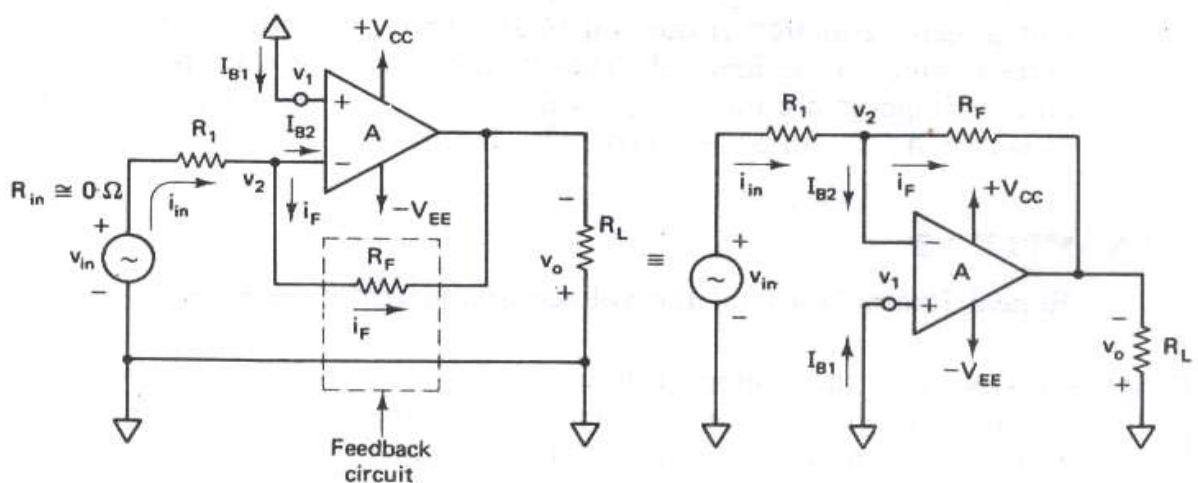 +V_CC
I_B1
v_1
+
I_B2
A
R_1
−
v_2
R_in ≅ 0 Ω
i_in
i_F
−V_EE
+
v_in
−
R_F
i_F
−
R_L
v_o
+
Feedback
circuit
≡
R_1
v_2
R_F
i_in
I_B2
i_F
+V_CC
+
v_in
−
−
A
v_1
+
I_B1
−V_EE
−
v_o
R_L
+